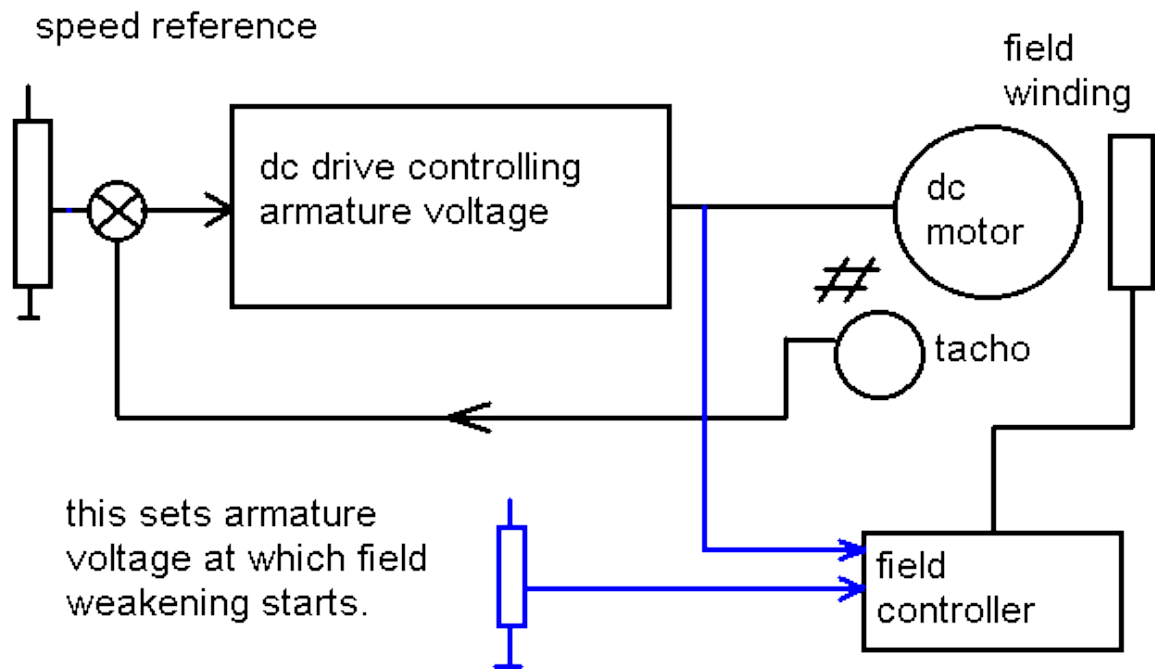 speed reference
field
winding
dc drive controlling
armature voltage
dc
motor
tacho
this sets armature
voltage at which field
weakening starts.
field
controller